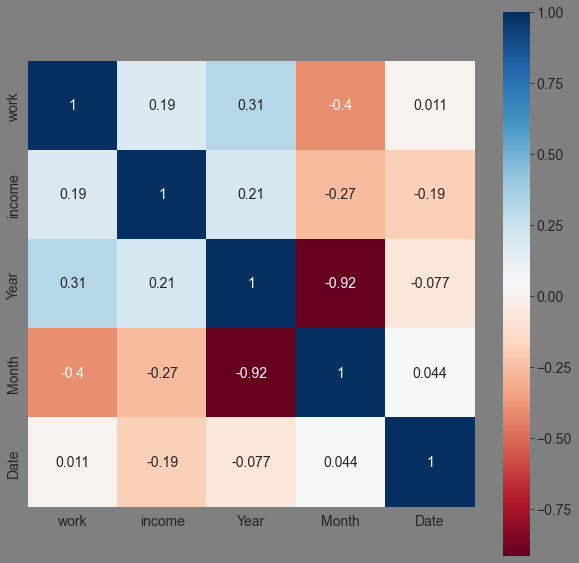 work 1 0.19 0.31 -0.4 0.011
income 0.19 1 0.21 -0.27 -0.19
Year 0.31 0.21 1 -0.92 -0.077
Month -0.4 -0.27 -0.92 1 0.044
Date 0.011 -0.19 -0.077 0.044 1
work income Year Month Date
1.00
0.75
0.50
0.25
0.00
−0.25
−0.50
−0.75